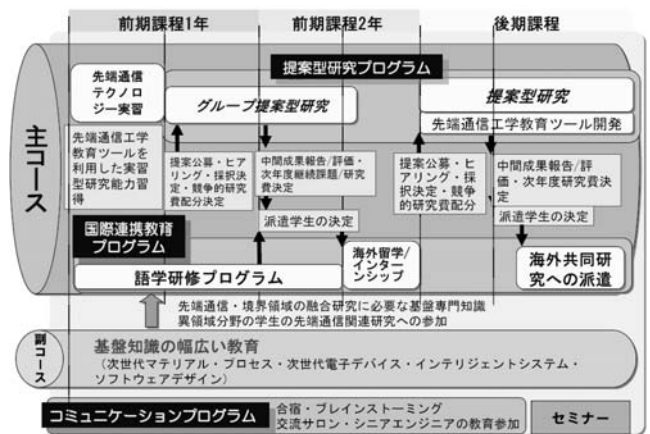 前期課程1年
前期課程2年
後期課程
主コース
提案型研究プログラム
先端通信
テクノロ
ジー実習
グループ提案型研究
提案型研究
先端通信工学教育ツール開発
先端通信工学
教育ツールを
利用した実習
型研究能力習
得
提案公募・ヒア
リング・採択決
定・競争的研究
費配分決定
中間成果報告/評価・
次年度継続課題/研究
費決定
派遣学生の決定
提案公募・ヒ
アリング・採
択決定・競争
的研究費配分
中間成果報告/評
価・次年度研究費決
定
派遣学生の決定
国際連携教育
プログラム
語学研修プログラム
海外留学/
インター
ンシップ
海外共同研
究への派遣
先端通信・境界領域の融合研究に必要な基盤専門知識
異領域分野の学生の先端通信関連研究への参加
副コース
基盤知識の幅広い教育
(次世代マテリアル・プロセス・次世代電子デバイス・インテリジェントシステム・
ソフトウェアデザイン)
コミュニケーションプログラム
合宿・ブレインストーミング
交流サロン・シニアエンジニアの教育参加
セミナー